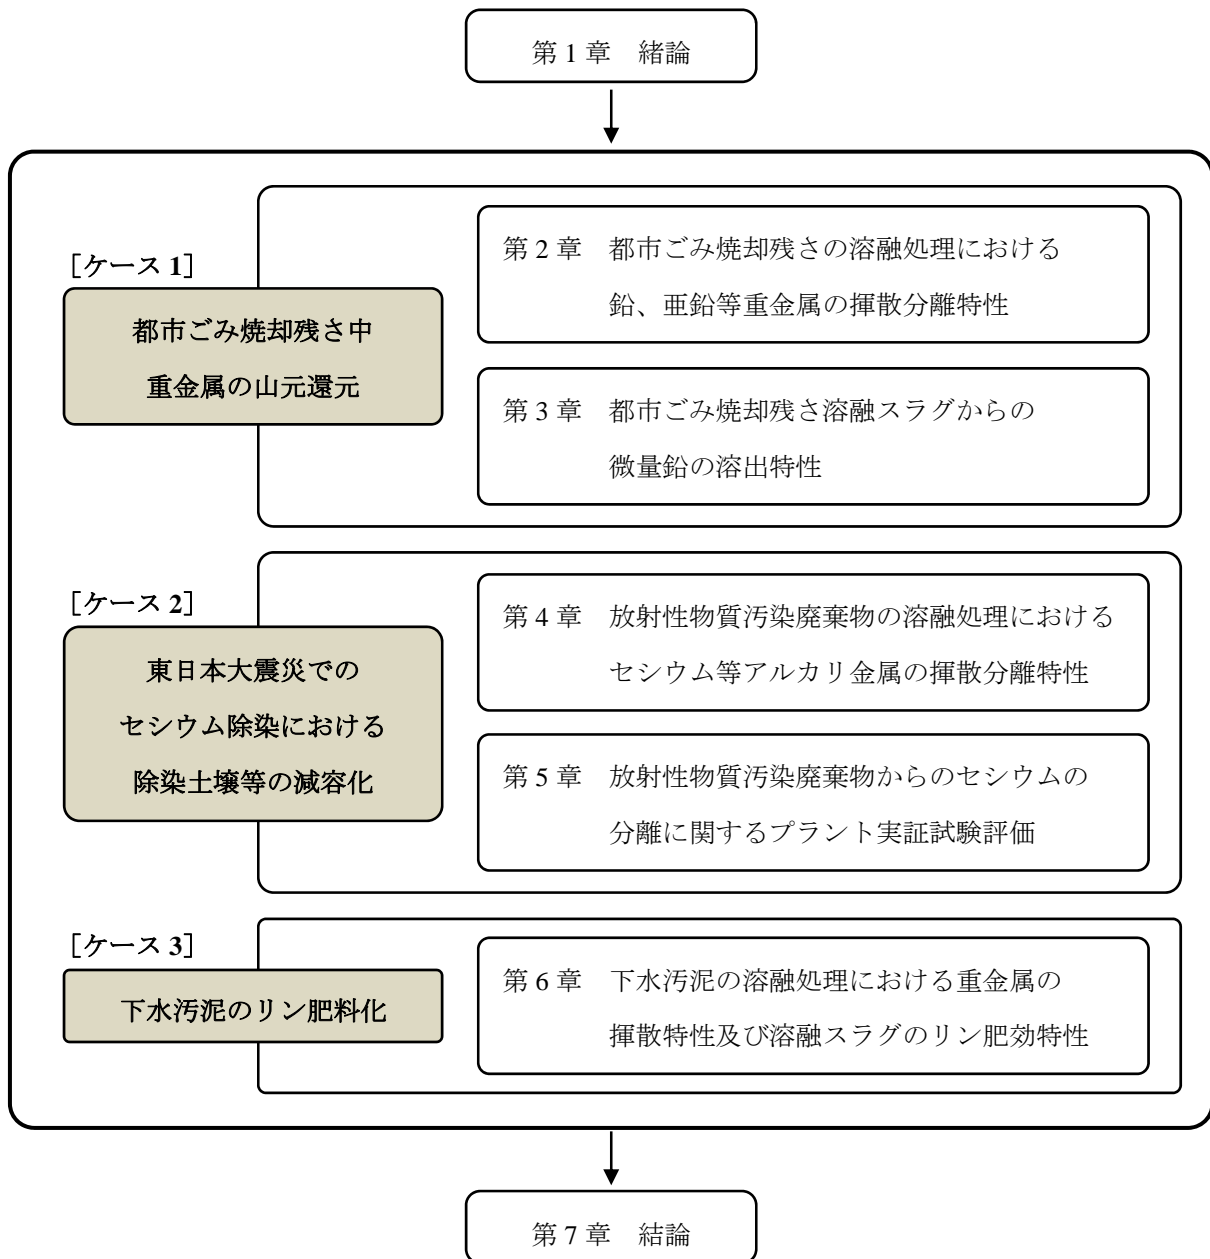 第1章　緒論
［ケース1］
都市ごみ焼却残さ中
重金属の山元還元
第2章　都市ごみ焼却残さの溶融処理における
鉛、亜鉛等重金属の揮散分離特性
第3章　都市ごみ焼却残さ溶融スラグからの
微量鉛の溶出特性
［ケース2］
東日本大震災での
セシウム除染における
除染土壌等の減容化
第4章　放射性物質汚染廃棄物の溶融処理における
セシウム等アルカリ金属の揮散分離特性
第5章　放射性物質汚染廃棄物からのセシウムの
分離に関するプラント実証試験評価
［ケース3］
下水汚泥のリン肥料化
第6章　下水汚泥の溶融処理における重金属の
揮散特性及び溶融スラグのリン肥効特性
第7章　結論